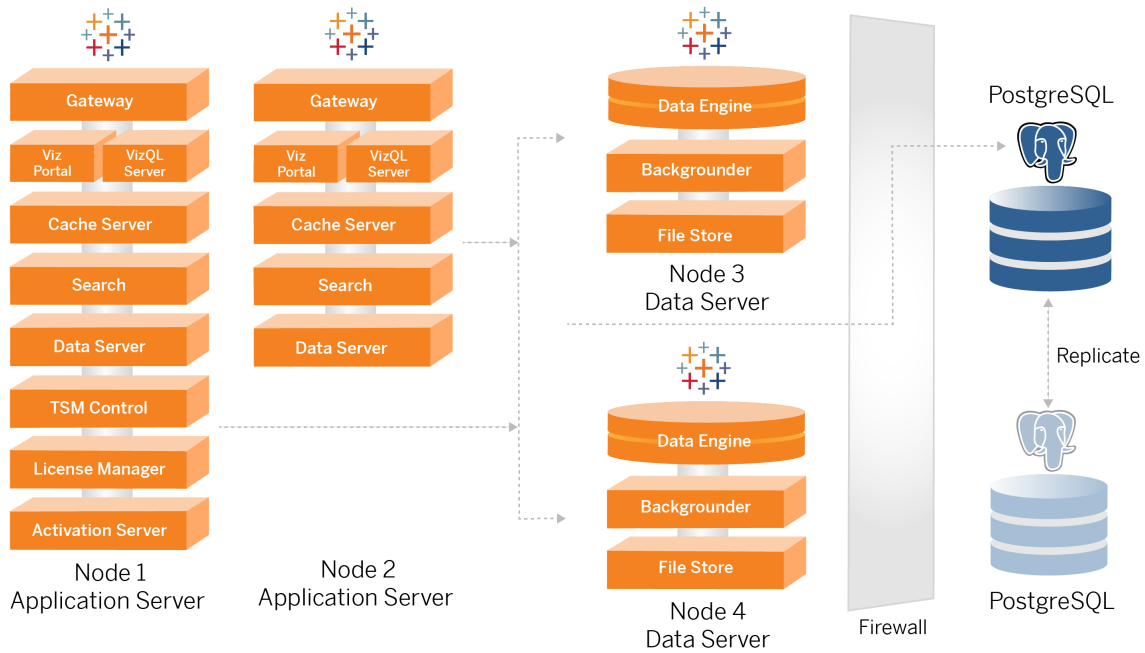 Gateway
Viz
Portal
VizQL
Server
Cache Server
Search
Data Server
TSM Control
License Manager
Activation Server
Node 1
Application Server
Gateway
Viz
Portal
VizQL
Server
Cache Server
Search
Data Server
Node 2
Application Server
Data Engine
Backgrounder
File Store
Node 3
Data Server
Data Engine
Backgrounder
File Store
Node 4
Data Server
Firewall
PostgreSQL
Replicate
PostgreSQL